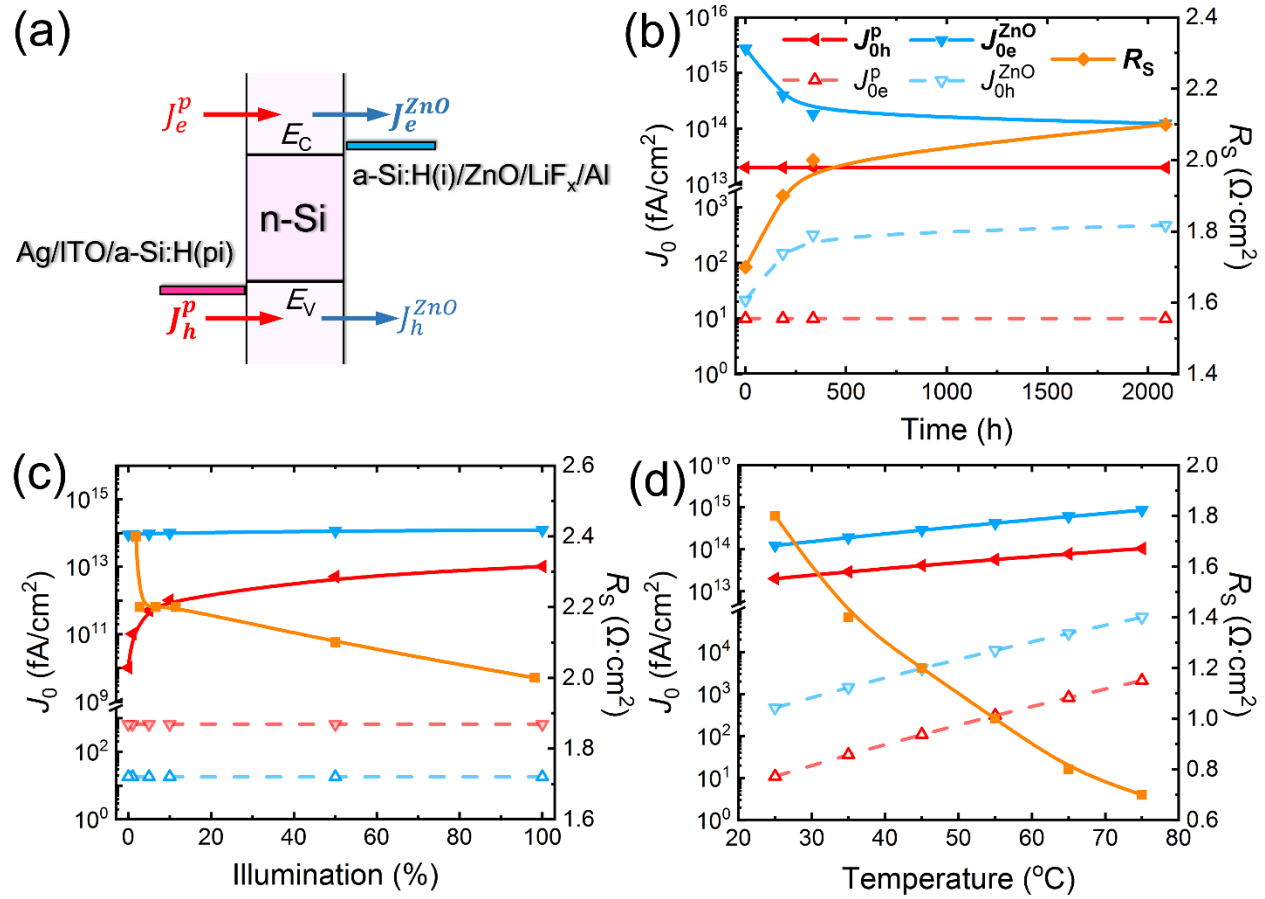 (a)
J_e^p
J_e^ZnO
E_C
a-Si:H(i)/ZnO/LiF_x/Al
n-Si
Ag/ITO/a-Si:H(pi)
E_V
J_h^p
J_h^ZnO
(b)
J_0h^p J_0e^ZnO R_S
J_0e^p J_0h^ZnO
10^16
10^15
10^14
10^13
10^3
10^2
10^1
10^0
J_0 (fA/cm2)
2.4
2.2
2.0
1.8
1.6
1.4
R_S (Ω·cm^2)
0 500 1000 1500 2000
Time (h)
(c)
10^15
10^13
10^11
10^9
10^2
10^0
J_0 (fA/cm^2)
2.6
2.4
2.2
2.0
1.8
1.6
R_S (Ω·cm^2)
0 20 40 60 80 100
Illumination (%)
(d)
10^16
10^15
10^14
10^13
10^4
10^3
10^2
10^1
10^0
J_0 (fA/cm^2)
2.0
1.8
1.6
1.4
1.2
1.0
0.8
0.6
R_S (Ω·cm^2)
20 30 40 50 60 70 80
Temperature (°C)